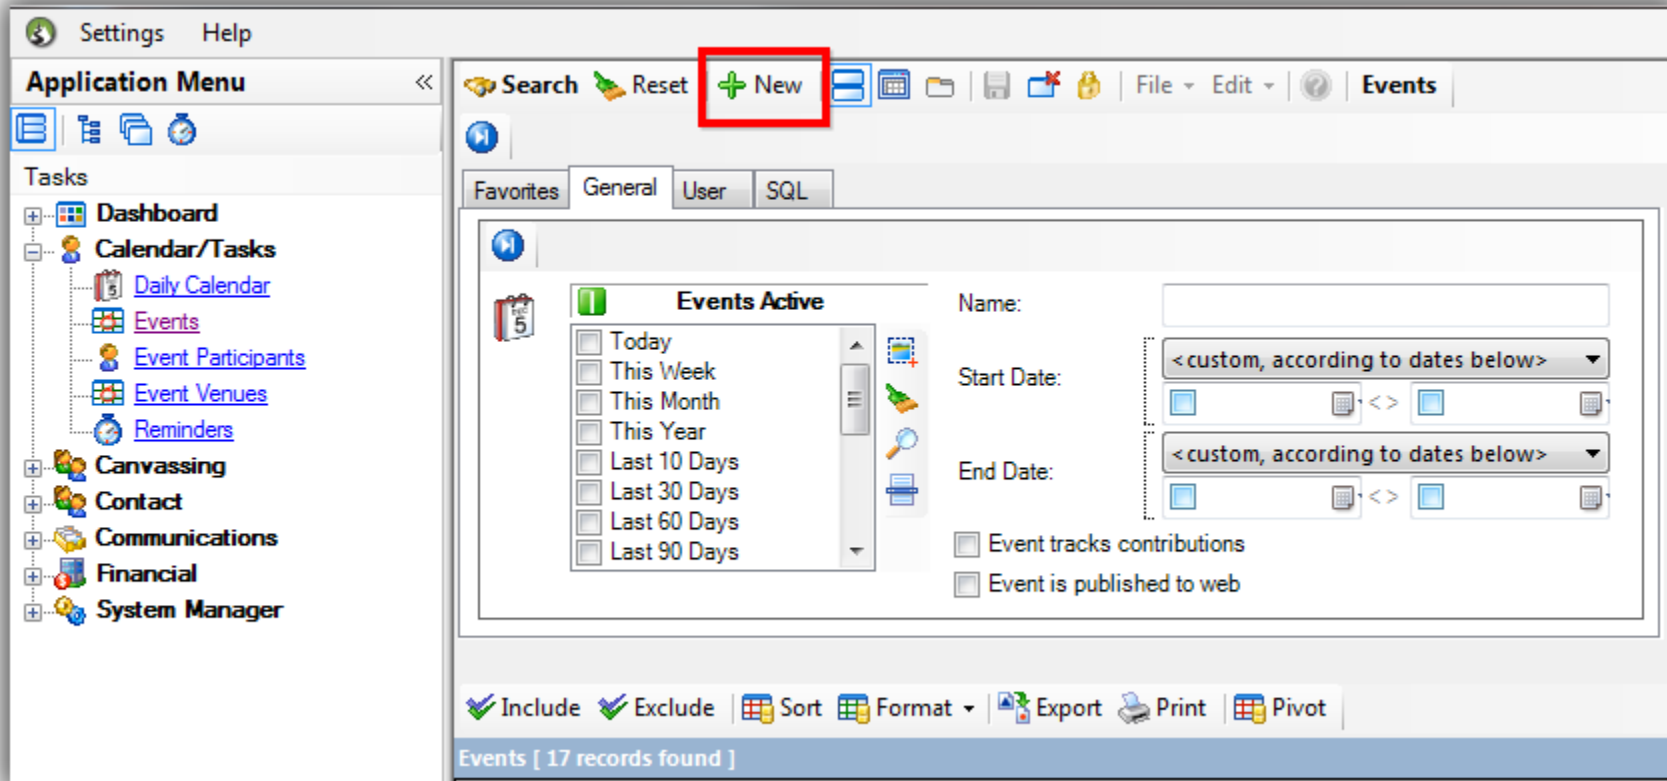 Settings Help
Application Menu «
Search Reset New File Edit Events
Tasks
Dashboard
Calendar/Tasks
Daily Calendar
Events
Event Participants
Event Venues
Reminders
Canvassing
Contact
Communications
Financial
System Manager
Favorites General User SQL
Events Active
Today
This Week
This Month
This Year
Last 10 Days
Last 30 Days
Last 60 Days
Last 90 Days
Name:
Start Date: <custom, according to dates below>
<>
End Date: <custom, according to dates below>
<>
Event tracks contributions
Event is published to web
Include Exclude Sort Format Export Print Pivot
Events [ 17 records found ]